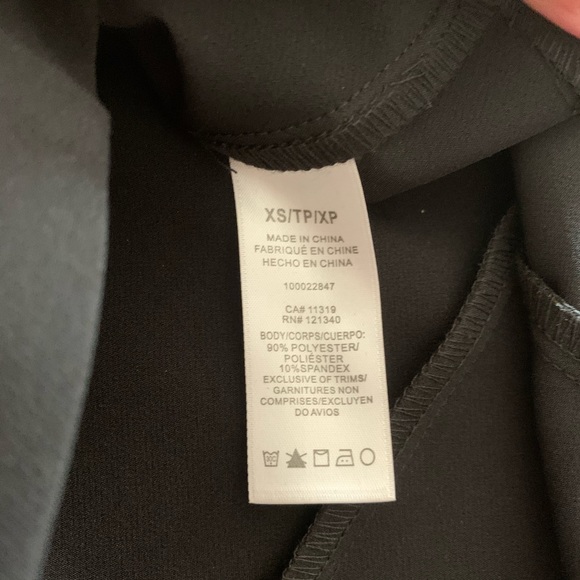 XS/TP/XP
MADE IN CHINA
FABRIQUÉ EN CHINE
HECHO EN CHINA
100022847
CA# 11319
RN# 121340
BODY/CORPS/CUERPO:
90% POLYESTER/
POLIÉSTER
10%SPANDEX
EXCLUSIVE OF TRIMS/
GARNITURES NON
COMPRISES/EXCLUYEN
DO AVIOS